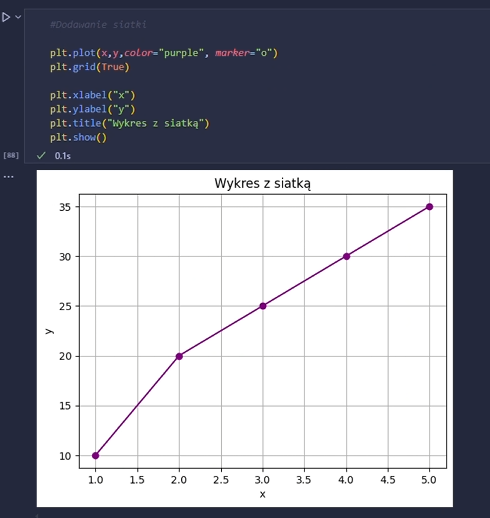 #Dodawanie siatki
plt.plot(x,y,color="purple", marker="o")
plt.grid(True)
plt.xlabel("x")
plt.ylabel("y")
plt.title("Wykres z siatką")
plt.show()
[88]
0.1s
...
Wykres z siatką
35
30
25
20
15
10
y
1.0 1.5 2.0 2.5 3.0 3.5 4.0 4.5 5.0
x